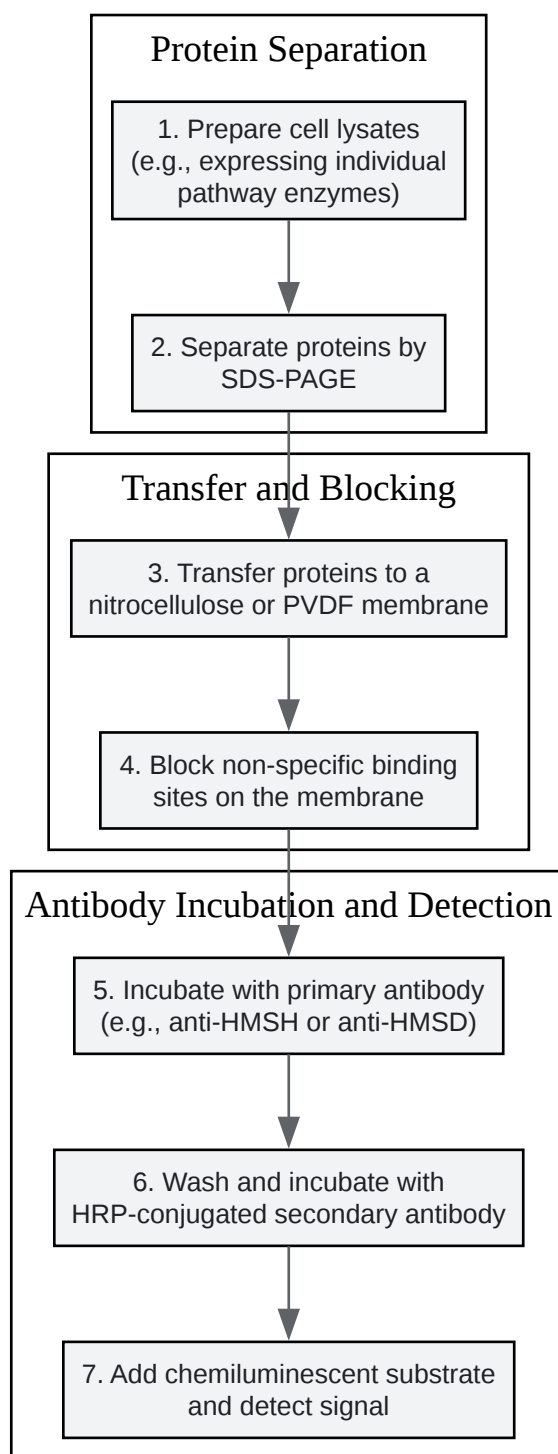 Protein Separation
1. Prepare cell lysates
(e.g., expressing individual
pathway enzymes)
2. Separate proteins by
SDS-PAGE
Transfer and Blocking
3. Transfer proteins to a
nitrocellulose or PVDF membrane
4. Block non-specific binding
sites on the membrane
Antibody Incubation and Detection
5. Incubate with primary antibody
(e.g., anti-HMSH or anti-HMSD)
6. Wash and incubate with
HRP-conjugated secondary antibody
7. Add chemiluminescent substrate
and detect signal